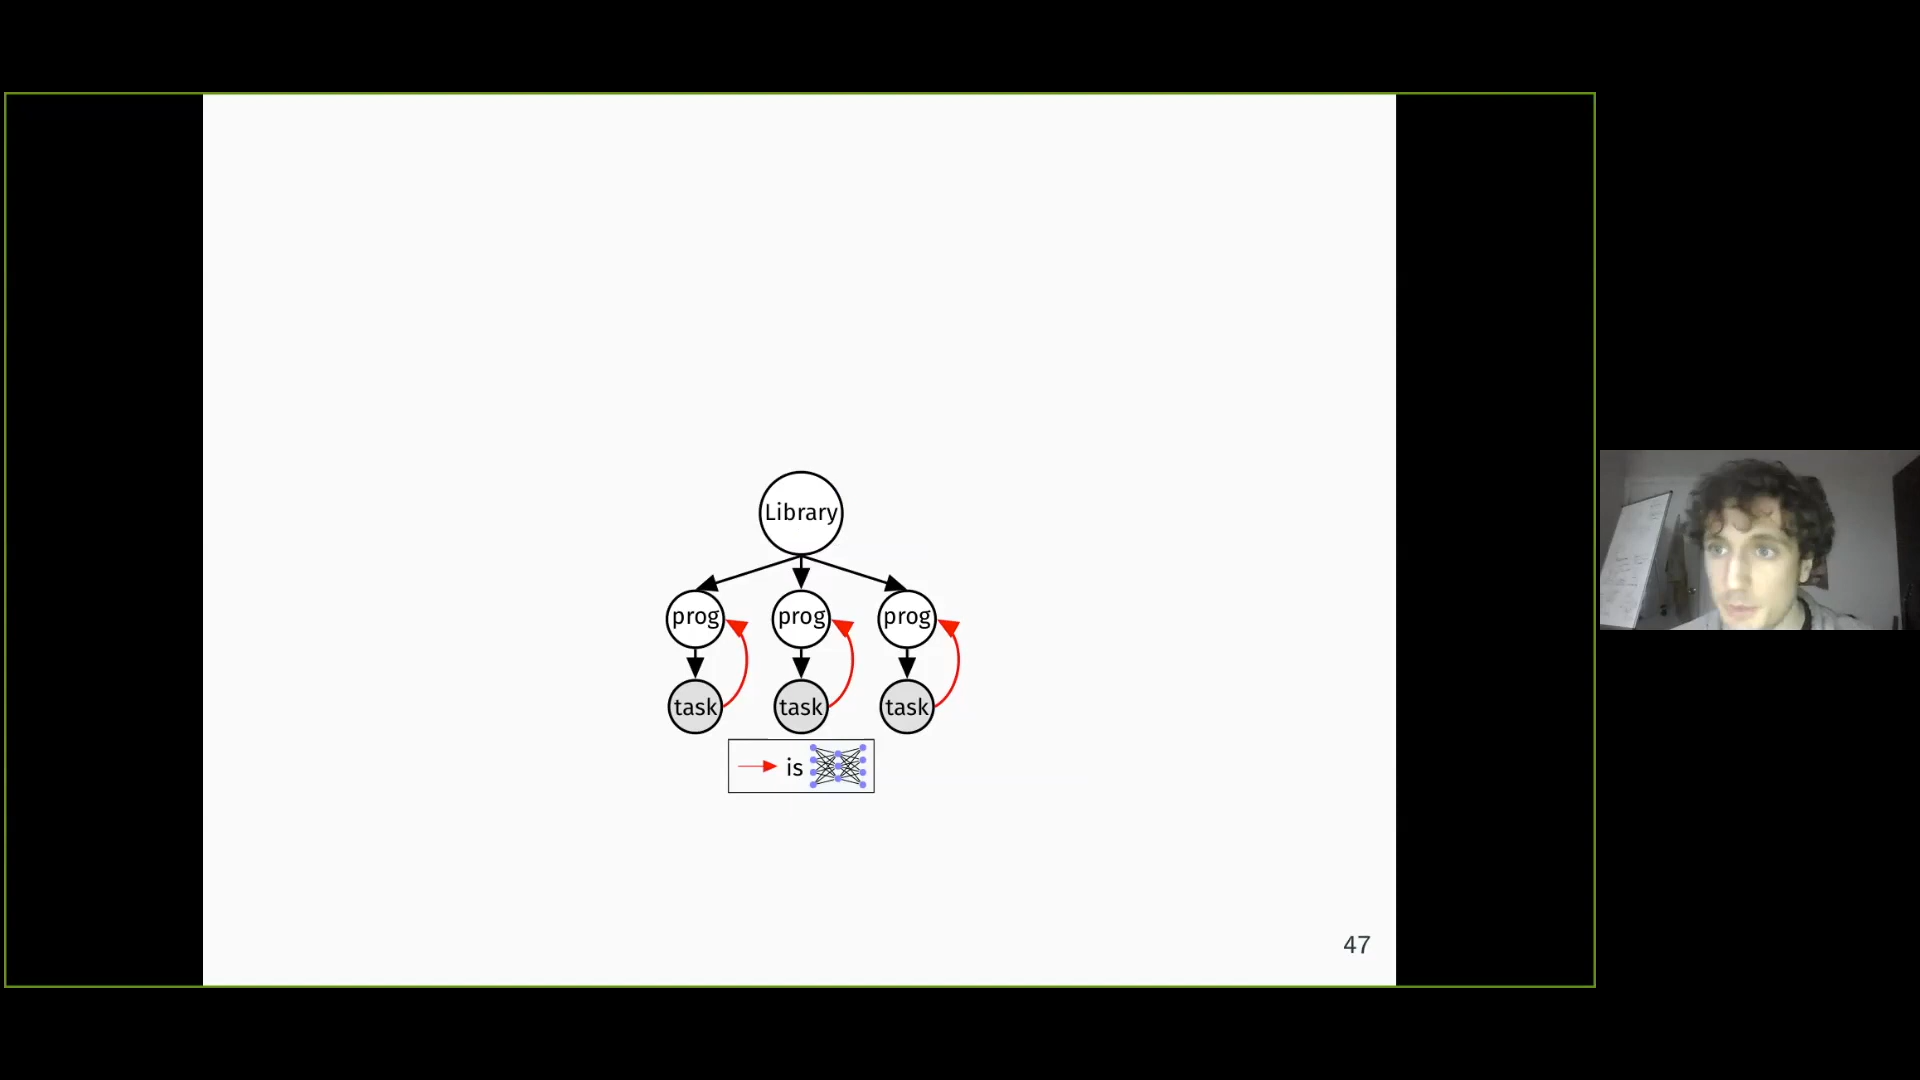 Library
prog prog prog
task task task
is
47